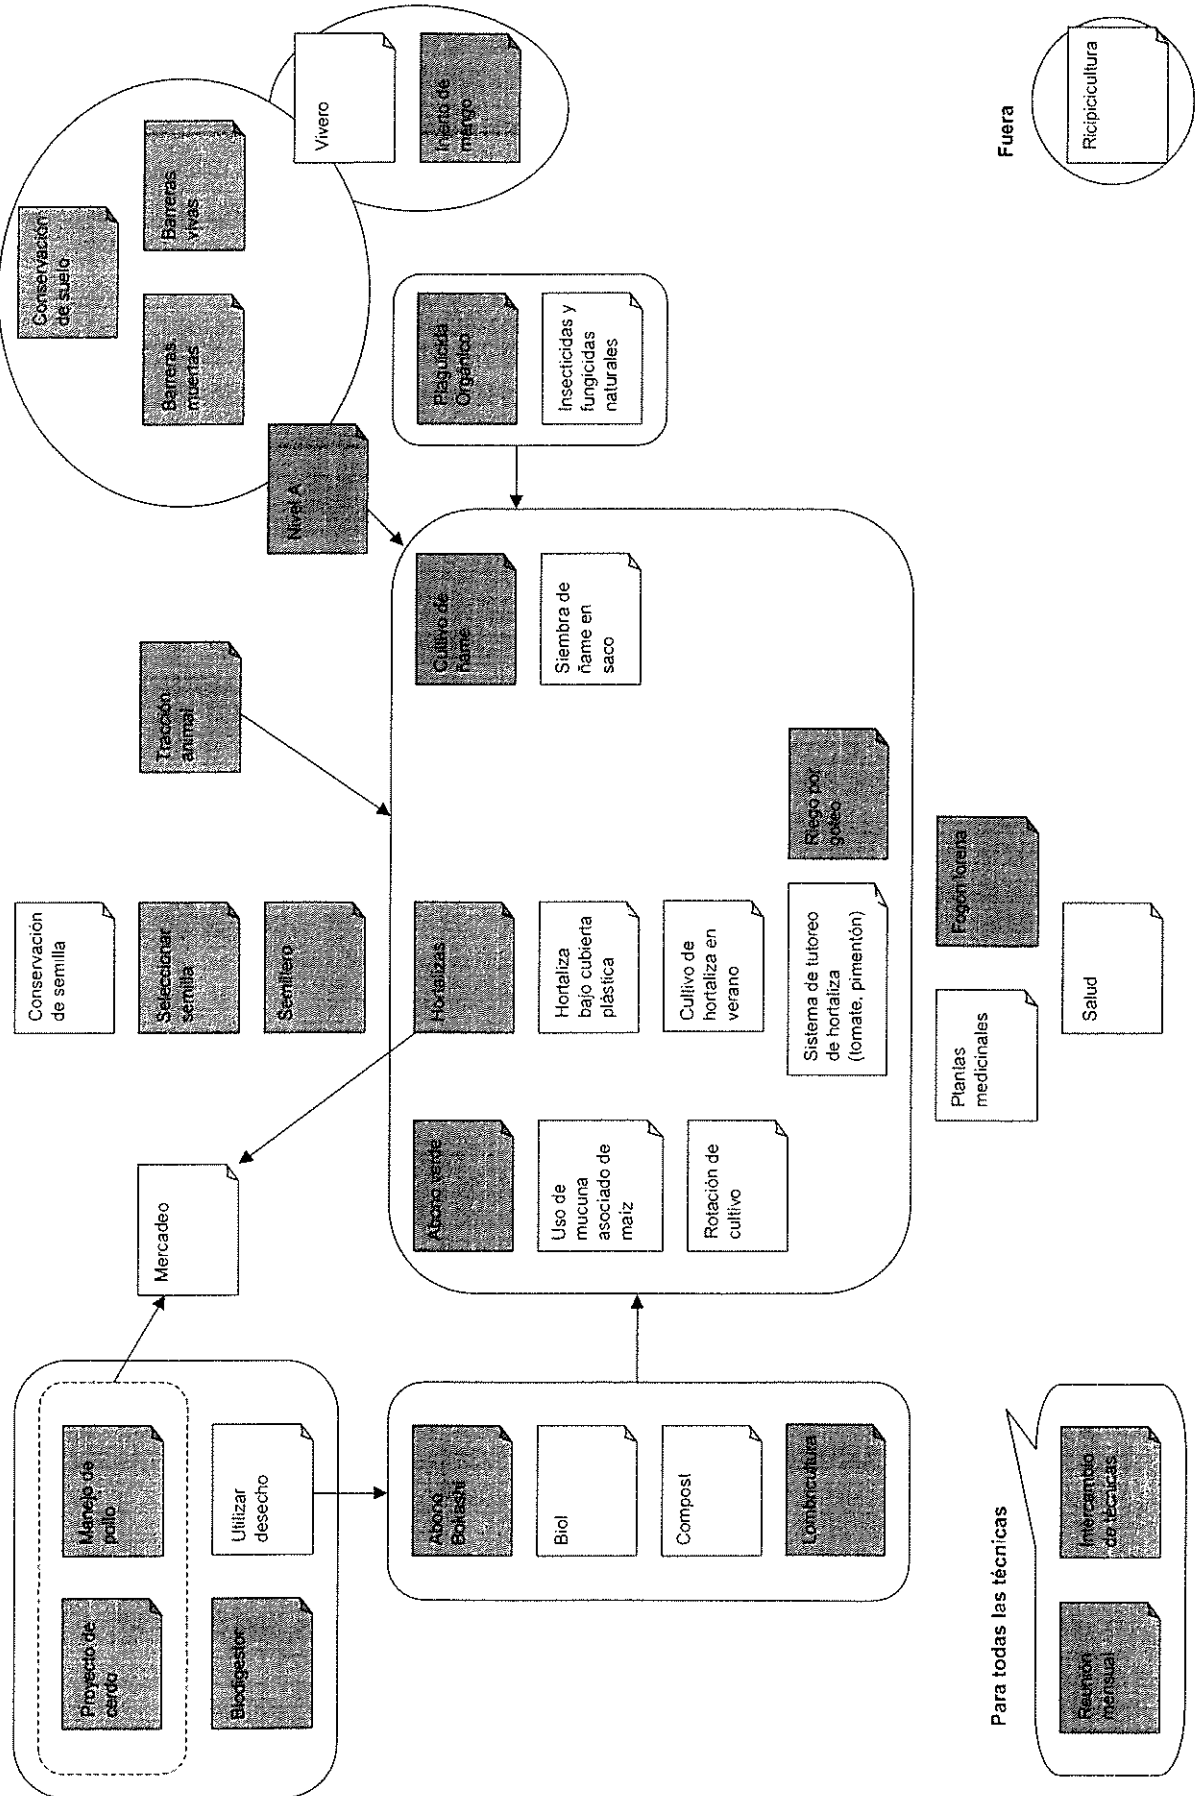 Proyecto de
cerdo
Manejo de
pollo
Biodigestor
Utilizar
desecho
Mercadeo
Conservación
de semilla
Seleccionar
semilla
Semillero
Tracción
animal
Nivel A
Conservación
de suelo
Barreras
muertas
Barreras
vivas
Vivero
Injerto de
mango
Abono
Bokashi
Biol
Compost
Lombricultura
Abono verde
Uso de
mucuna
asociado de
maíz
Rotación de
cultivo
Hortalizas
Hortaliza
bajo cubierta
plástica
Cultivo de
hortaliza en
verano
Sistema de tutoreo
de hortaliza
(tomate, pimentón)
Riego por
goteo
Cultivo de
ñame
Siembra de
ñame en
saco
Plaguicida
Orgánico
Insecticidas y
fungicidas
naturales
Plantas
medicinales
Fogón lorena
Salud
Para todas las técnicas
Reunión
mensual
Intercambio
de técnicas
Fuera
Ricipicicultura